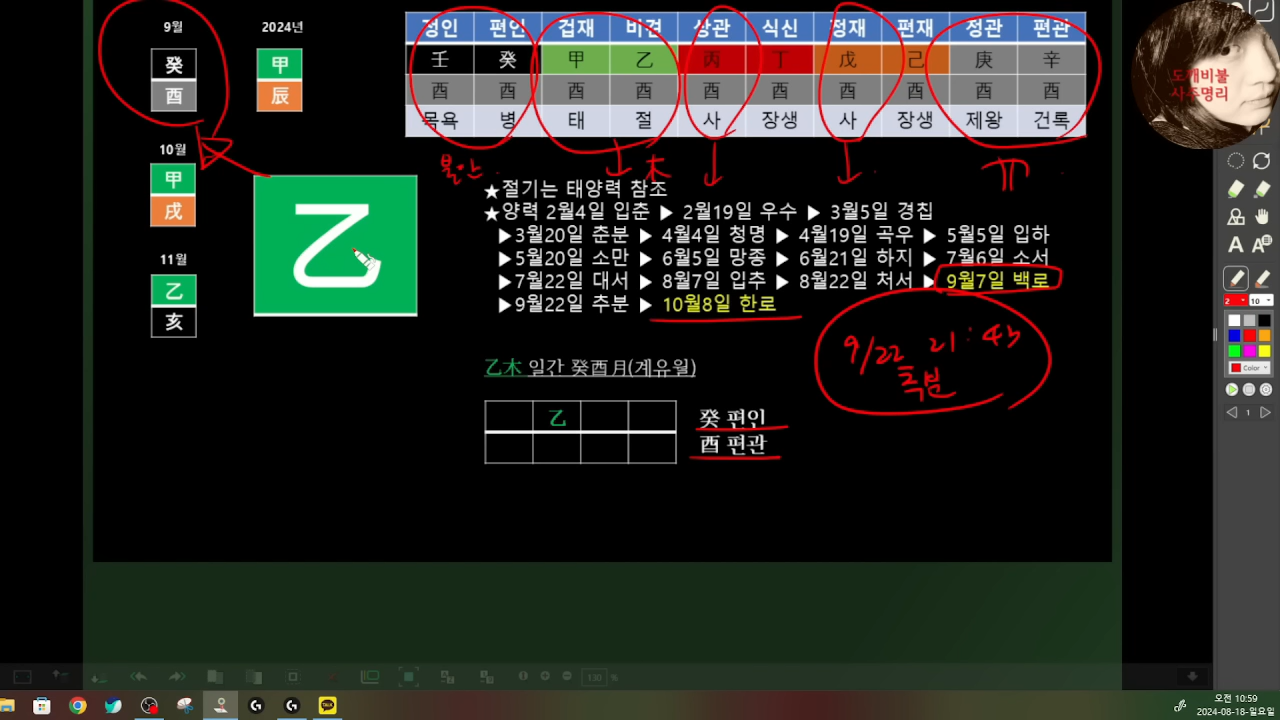 9월
癸
酉
2024년
甲
辰
10월
甲
戌
11월
乙
亥
정인 편인 겁재 비견 상관 식신 정재 편재 정관 편관
壬 癸 甲 乙 丙 丁 戊 己 庚 辛
酉 酉 酉 酉 酉 酉 酉 酉 酉 酉
목욕 병 태 절 사 장생 사 장생 제왕 건록
불안
木
乙
★절기는 태양력 참조
★양력 2월4일 입춘 ▶ 2월19일 우수 ▶ 3월5일 경칩
▶3월20일 춘분 ▶ 4월4일 청명 ▶ 4월19일 곡우 ▶ 5월5일 입하
▶5월20일 소만 ▶ 6월5일 망종 ▶ 6월21일 하지 ▶ 7월6일 소서
▶7월22일 대서 ▶ 8월7일 입추 ▶ 8월22일 처서 ▶ 9월7일 백로
▶9월22일 추분 ▶ 10월8일 한로
9/22 21:43
乙木 일간 癸酉月(계유월)
乙
癸 편인
酉 편관
도깨비불
사주명리
2
10
Color
1
130 %
TALK
오전 10:59
2024-08-18-일요일